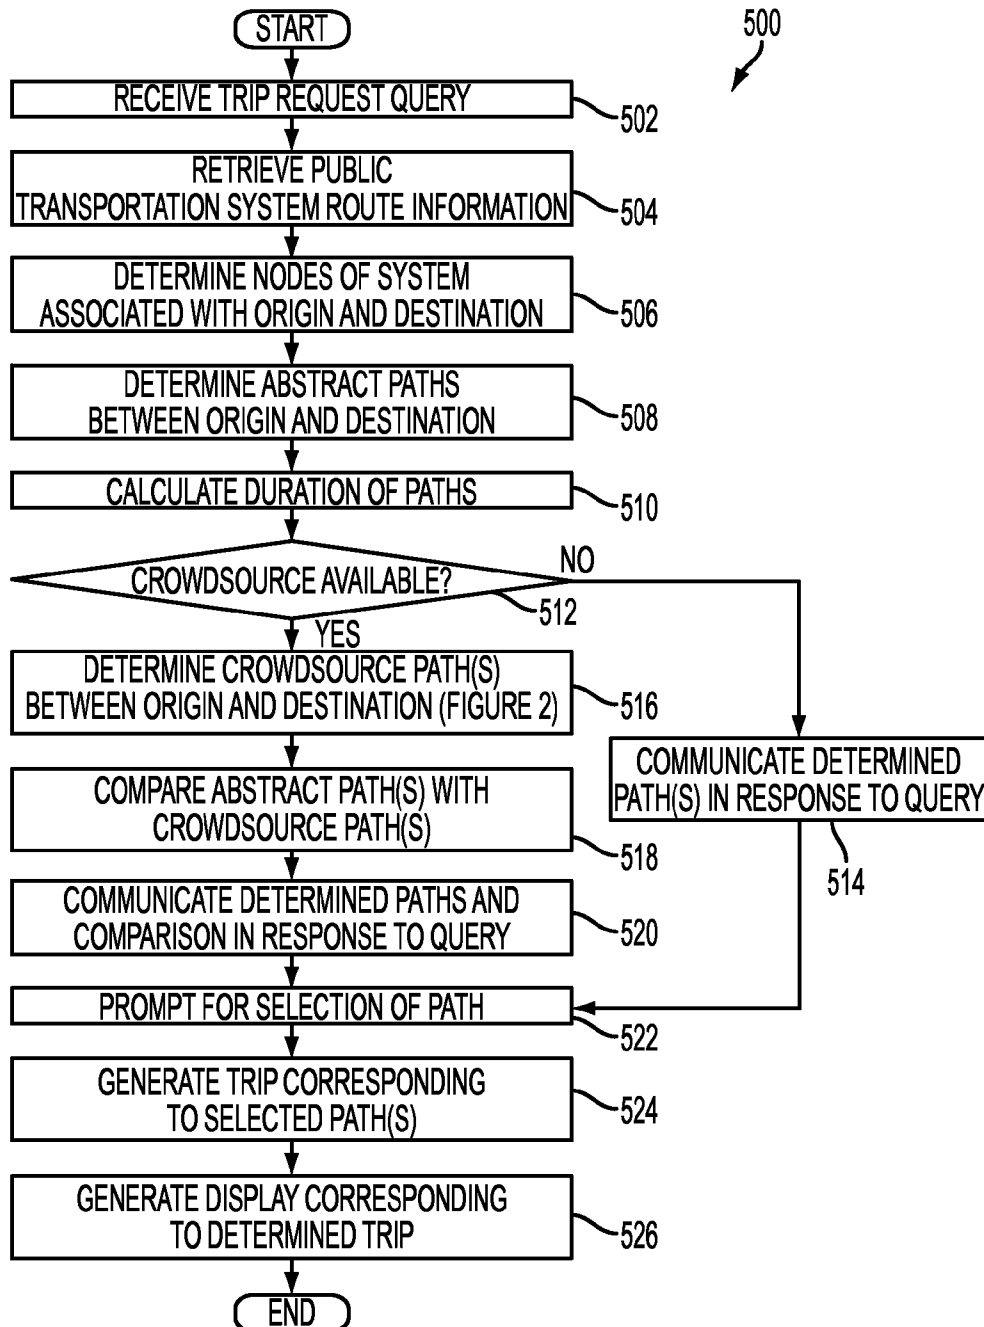 START
500
RECEIVE TRIP REQUEST QUERY
502
RETRIEVE PUBLIC
TRANSPORTATION SYSTEM ROUTE INFORMATION
504
DETERMINE NODES OF SYSTEM
ASSOCIATED WITH ORIGIN AND DESTINATION
506
DETERMINE ABSTRACT PATHS
BETWEEN ORIGIN AND DESTINATION
508
CALCULATE DURATION OF PATHS
510
CROWDSOURCE AVAILABLE?
NO
512
YES
DETERMINE CROWDSOURCE PATH(S)
BETWEEN ORIGIN AND DESTINATION (FIGURE 2)
516
COMMUNICATE DETERMINED
PATH(S) IN RESPONSE TO QUERY
514
COMPARE ABSTRACT PATH(S) WITH
CROWDSOURCE PATH(S)
518
COMMUNICATE DETERMINED PATHS AND
COMPARISON IN RESPONSE TO QUERY
520
PROMPT FOR SELECTION OF PATH
522
GENERATE TRIP CORRESPONDING
TO SELECTED PATH(S)
524
GENERATE DISPLAY CORRESPONDING
TO DETERMINED TRIP
526
END